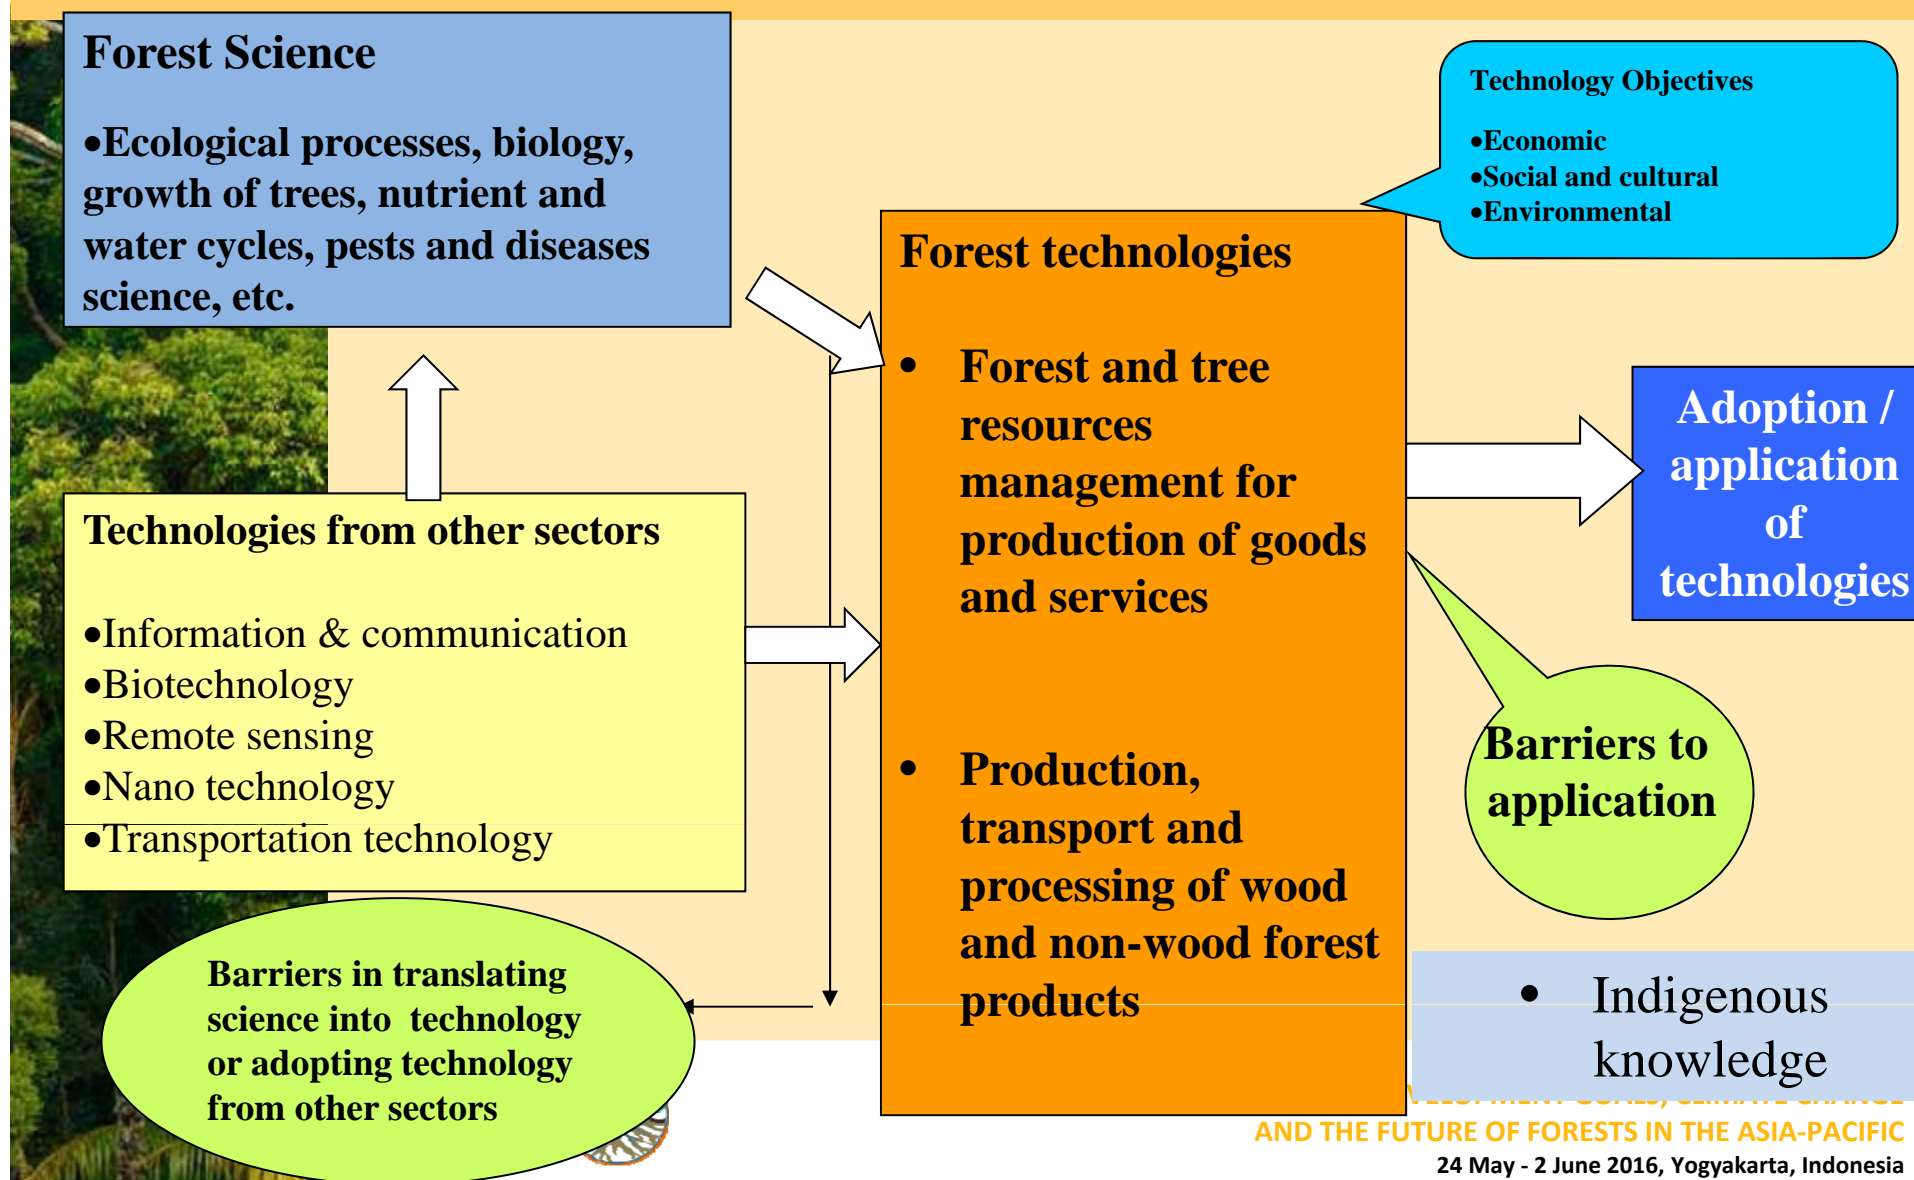 Forest Science
•Ecological processes, biology,
growth of trees, nutrient and
water cycles, pests and diseases
science, etc.
Technology Objectives
•Economic
•Social and cultural
•Environmental
Technologies from other sectors
•Information & communication
•Biotechnology
•Remote sensing
•Nano technology
•Transportation technology
Forest technologies
• Forest and tree
resources
management for
production of goods
and services
• Production,
transport and
processing of wood
and non-wood forest
products
Adoption /
application
of
technologies
Barriers to
application
Barriers in translating
science into technology
or adopting technology
from other sectors
• Indigenous
knowledge
GOALS, CLIMATE CHANGE
AND THE FUTURE OF FORESTS IN THE ASIA-PACIFIC
24 May - 2 June 2016, Yogyakarta, Indonesia